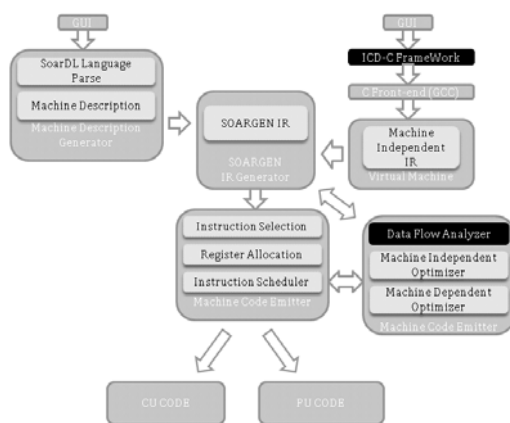 GUI
GUI
SoarDL Language
Parse
Machine Description
Machine Description
Generator
ICD-C FrameWork
C Front-end (GCC)
Machine
Independent
IR
Virtual Machine
SOARGEN IR
SOARGEN
IR Generator
Instruction Selection
Register Allocation
Instruction Scheduler
Machine Code Emitter
Data Flow Analyzer
Machine Independent
Optimizer
Machine Dependent
Optimizer
Machine Code Emitter
CU CODE
PU CODE